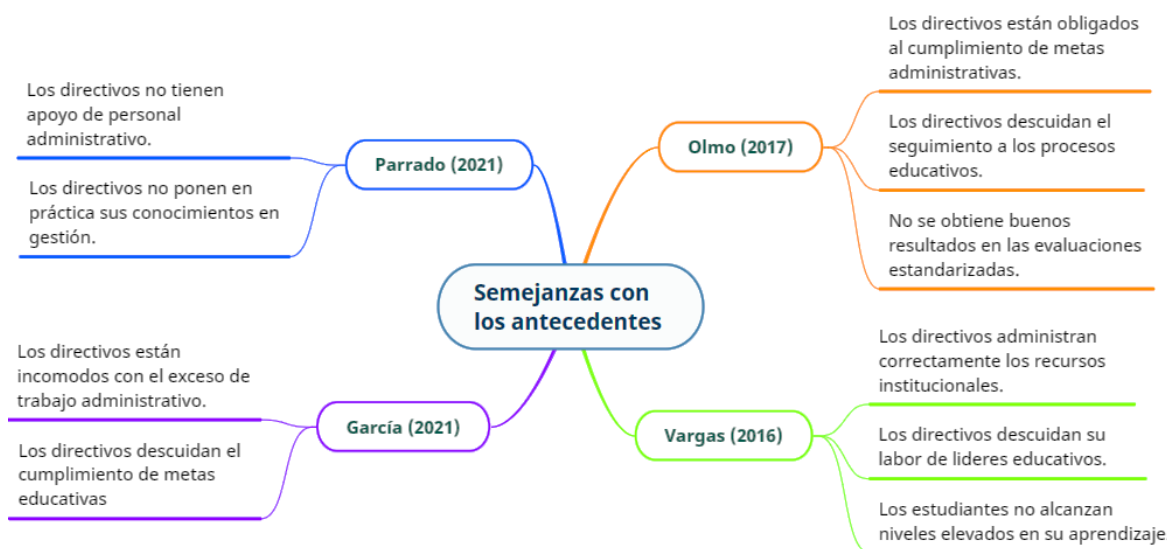 Semejanzas con
los antecedentes
Parrado (2021)
Los directivos no tienen
apoyo de personal
administrativo.
Los directivos no ponen en
práctica sus conocimientos en
gestión.
Olmo (2017)
Los directivos están obligados
al cumplimiento de metas
administrativas.
Los directivos descuidan el
seguimiento a los procesos
educativos.
No se obtiene buenos
resultados en las evaluaciones
estandarizadas.
García (2021)
Los directivos están
incomodos con el exceso de
trabajo administrativo.
Los directivos descuidan el
cumplimiento de metas
educativas
Vargas (2016)
Los directivos administran
correctamente los recursos
institucionales.
Los directivos descuidan su
labor de lideres educativos.
Los estudiantes no alcanzan
niveles elevados en su aprendizaje